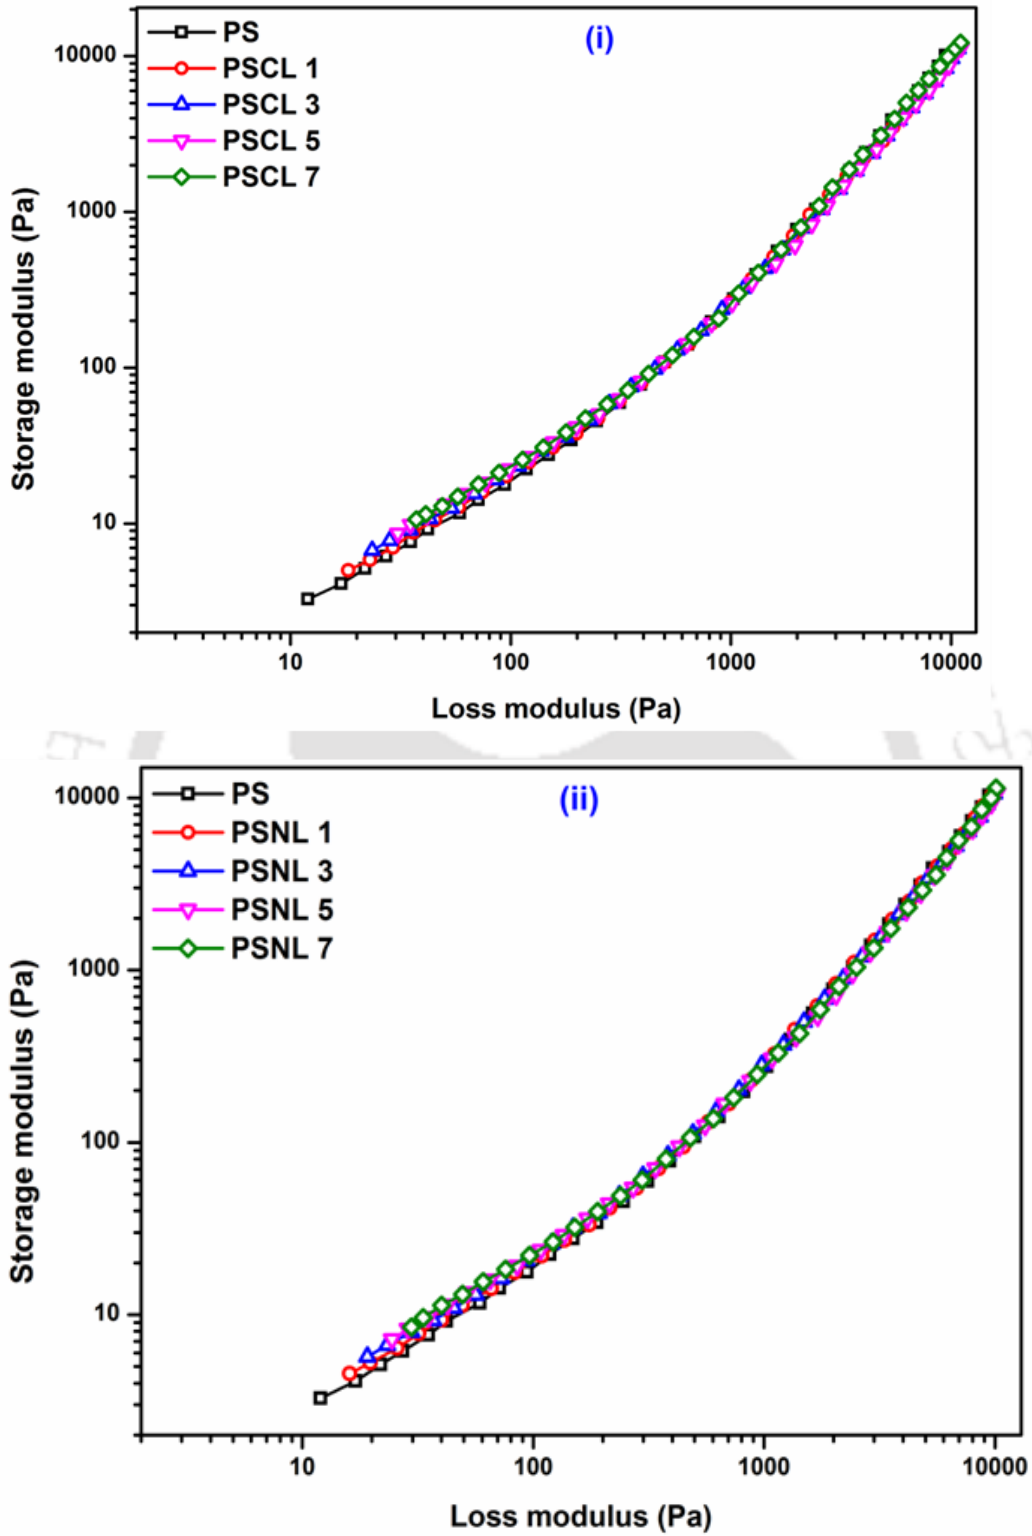 (i)
PS
PSCL 1
PSCL 3
PSCL 5
PSCL 7
10000
1000
100
10
Storage modulus (Pa)
10 100 1000 10000
Loss modulus (Pa)
(ii)
PS
PSNL 1
PSNL 3
PSNL 5
PSNL 7
10000
1000
100
10
Storage modulus (Pa)
10 100 1000 10000
Loss modulus (Pa)